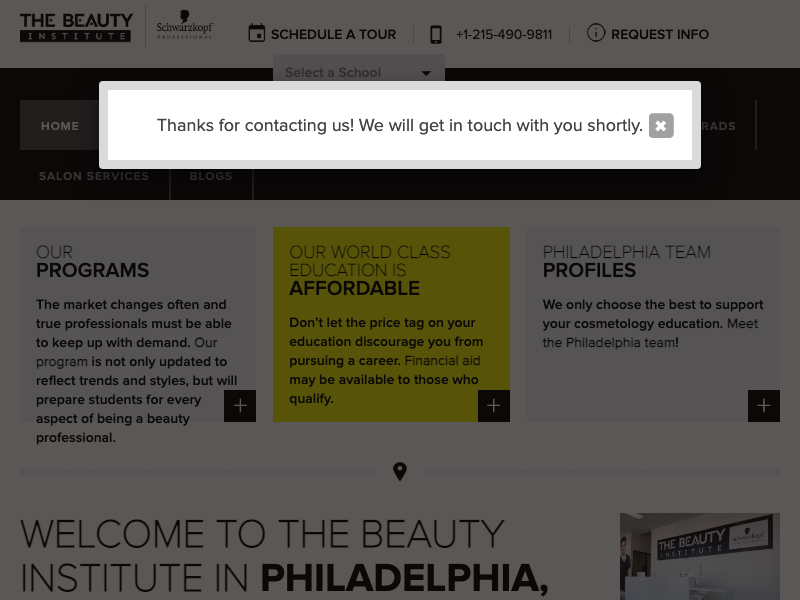 THE BEAUTY
INSTITUTE
Schwarzkopf
PROFESSIONAL
SCHEDULE A TOUR
+1-215-490-9811
REQUEST INFO
Select a School
Thanks for contacting us! We will get in touch with you shortly.
HOME
RADS
SALON SERVICES
BLOGS
OUR
PROGRAMS
The market changes often and
true professionals must be able
to keep up with demand. Our
program is not only updated to
reflect trends and styles, but will
prepare students for every
aspect of being a beauty
professional.
OUR WORLD CLASS
EDUCATION IS
AFFORDABLE
Don't let the price tag on your
education discourage you from
pursuing a career. Financial aid
may be available to those who
qualify.
PHILADELPHIA TEAM
PROFILES
We only choose the best to support
your cosmetology education. Meet
the Philadelphia team!
WELCOME TO THE BEAUTY
INSTITUTE IN PHILADELPHIA,
THE BEAUTY
INSTITUTE
Schwarzkopf